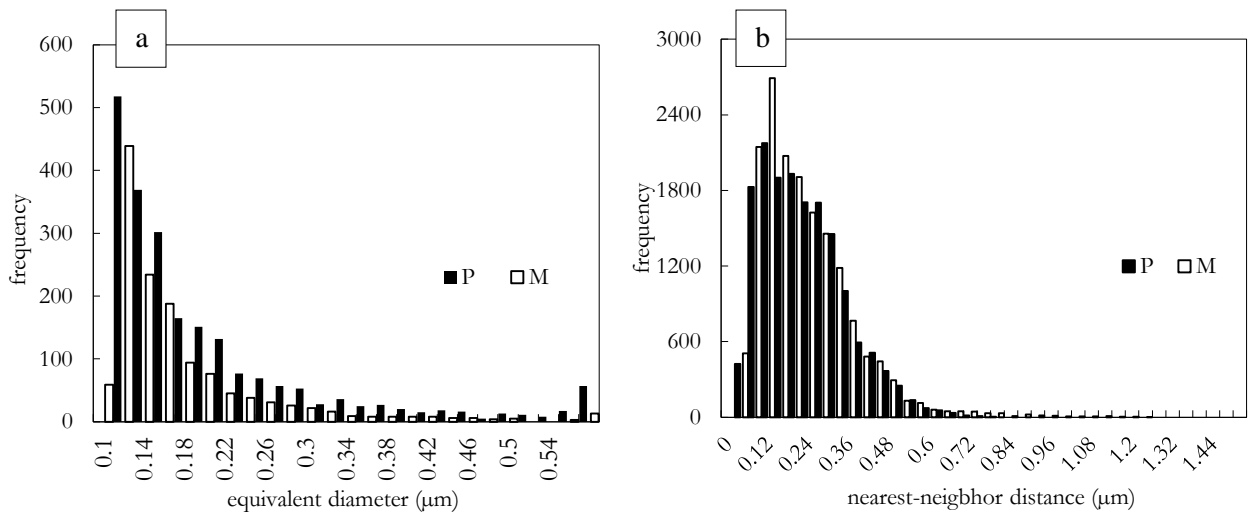 a
600
500
400
300
200
100
0
frequency
P M
0.1 0.14 0.18 0.22 0.26 0.3 0.34 0.38 0.42 0.46 0.5 0.54
equivalent diameter (μm)
b
3000
2400
1800
1200
600
0
frequency
P M
0 0.12 0.24 0.36 0.48 0.6 0.72 0.84 0.96 1.08 1.2 1.32 1.44
nearest-neigbhor distance (μm)